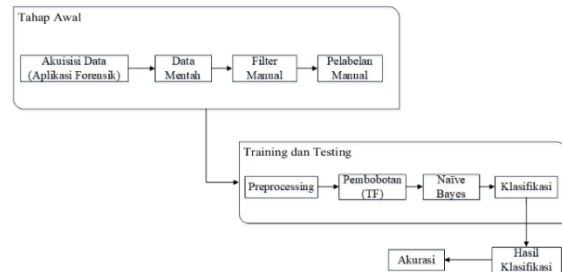 Tahap Awal
Akuisisi Data
(Aplikasi Forensik)
Data
Mentah
Filter
Manual
Pelabelan
Manual
Training dan Testing
Preprocessing
Pembobotan
(TF)
Naïve
Bayes
Klasifikasi
Akurasi
Hasil
Klasifikasi